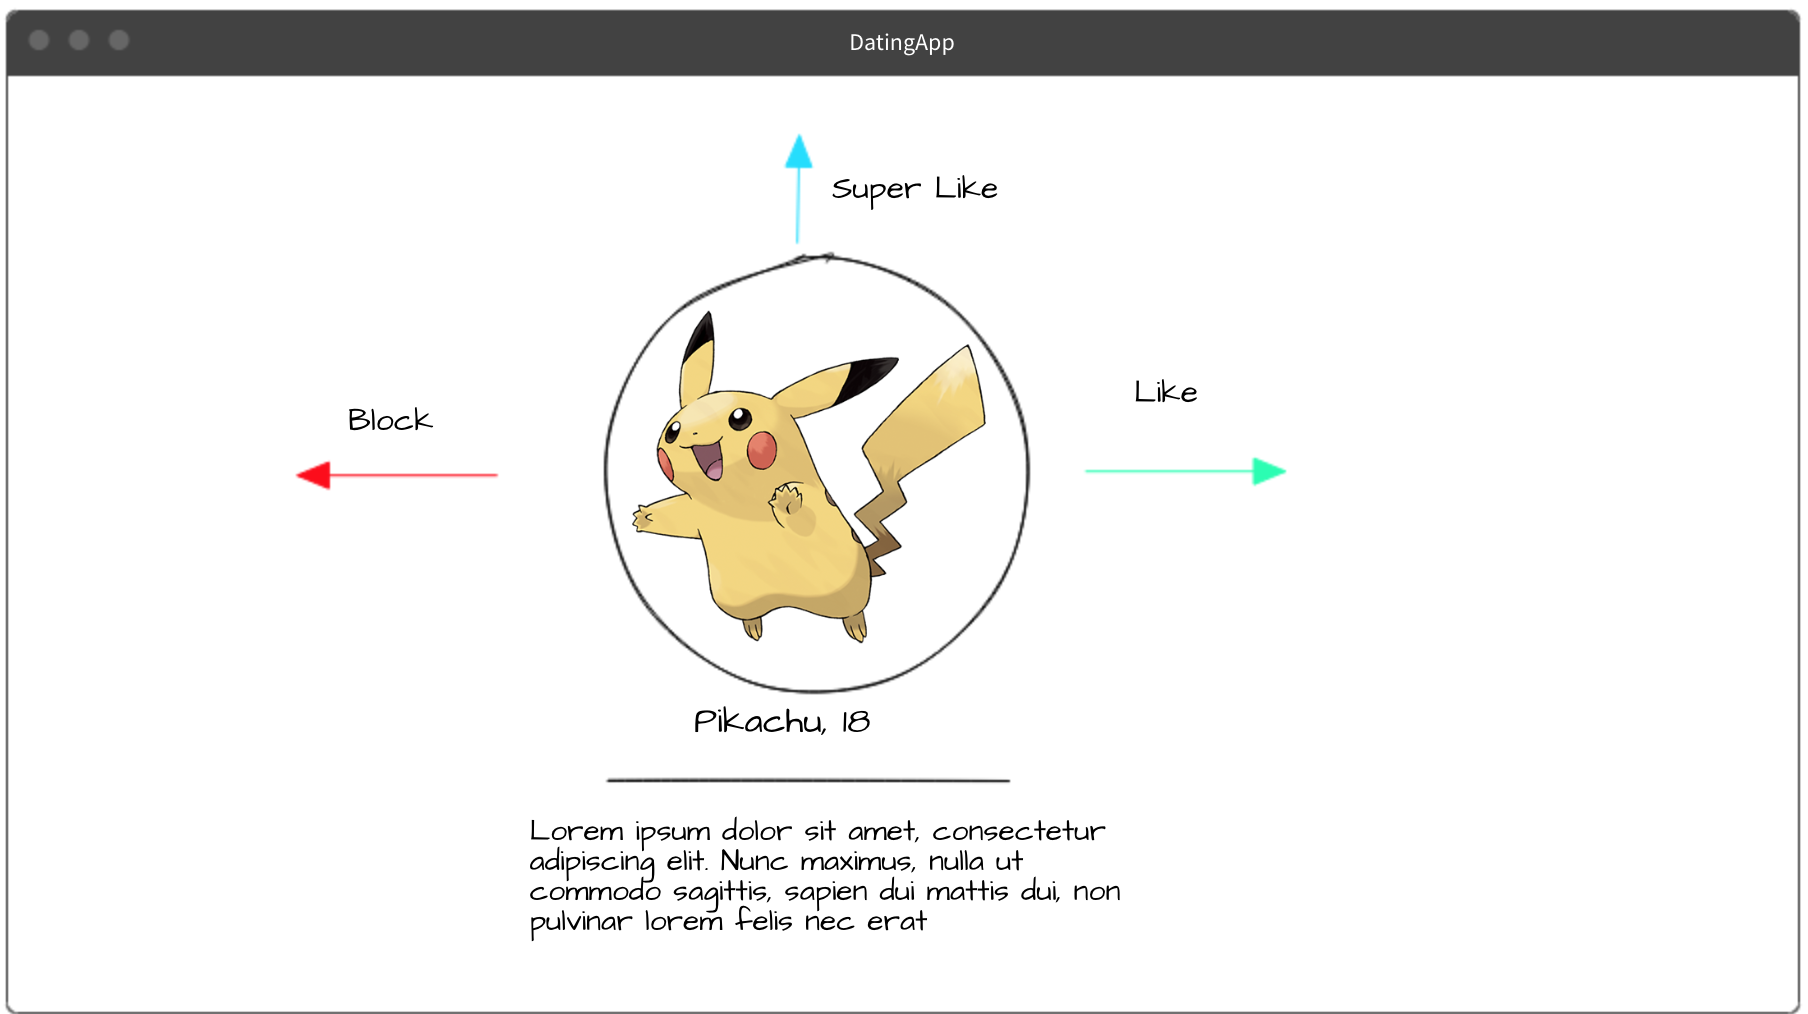 DatingApp
Super Like
Like
Block
Pikachu, 18
Lorem ipsum dolor sit amet, consectetur
adipiscing elit. Nunc maximus, nulla ut
commodo sagittis, sapien dui mattis dui, non
pulvinar lorem felis nec erat